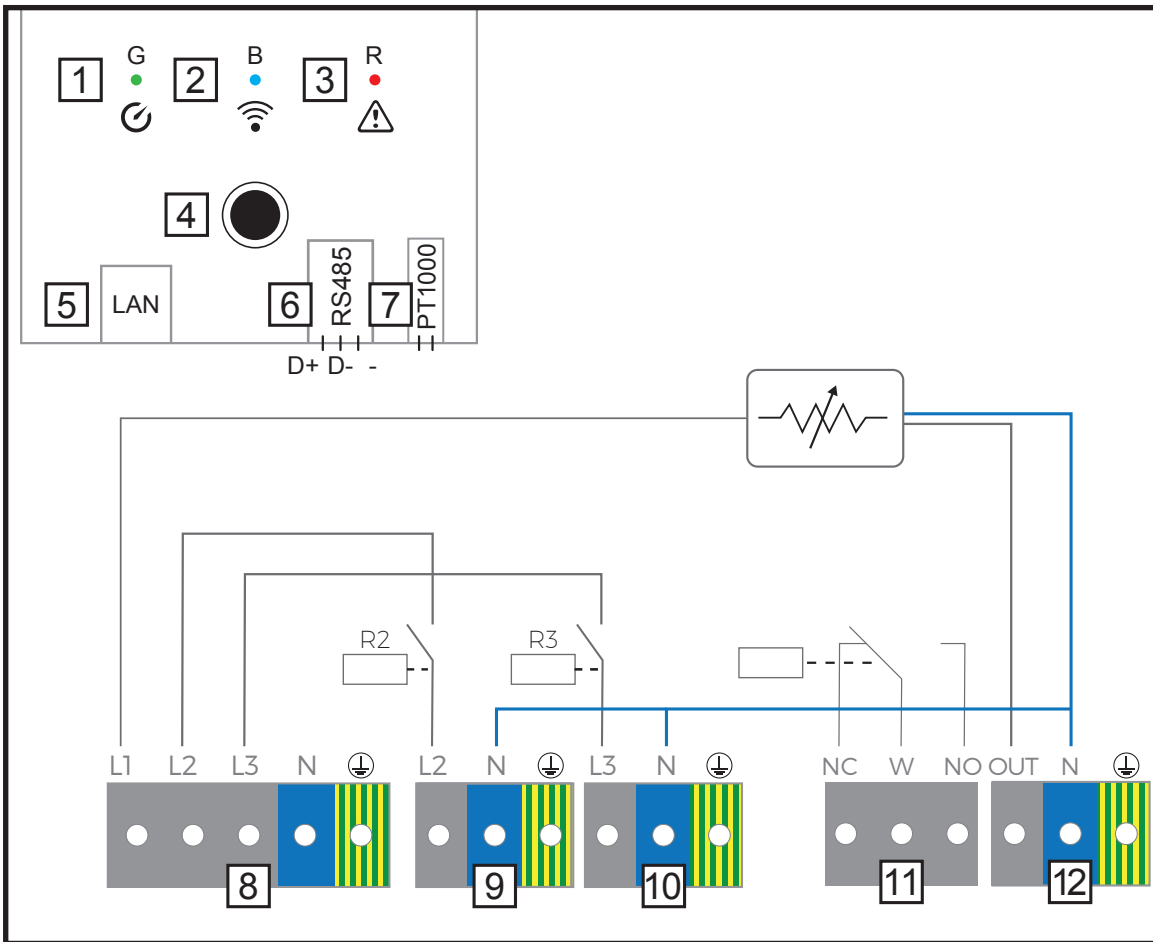 G B R
1 2 3
4
5 LAN 6 RS485 7 PT1000
D+ D- -
R2 R3
L1 L2 L3 N L2 N L3 N NC W NO OUT N
8 9 10 11 12